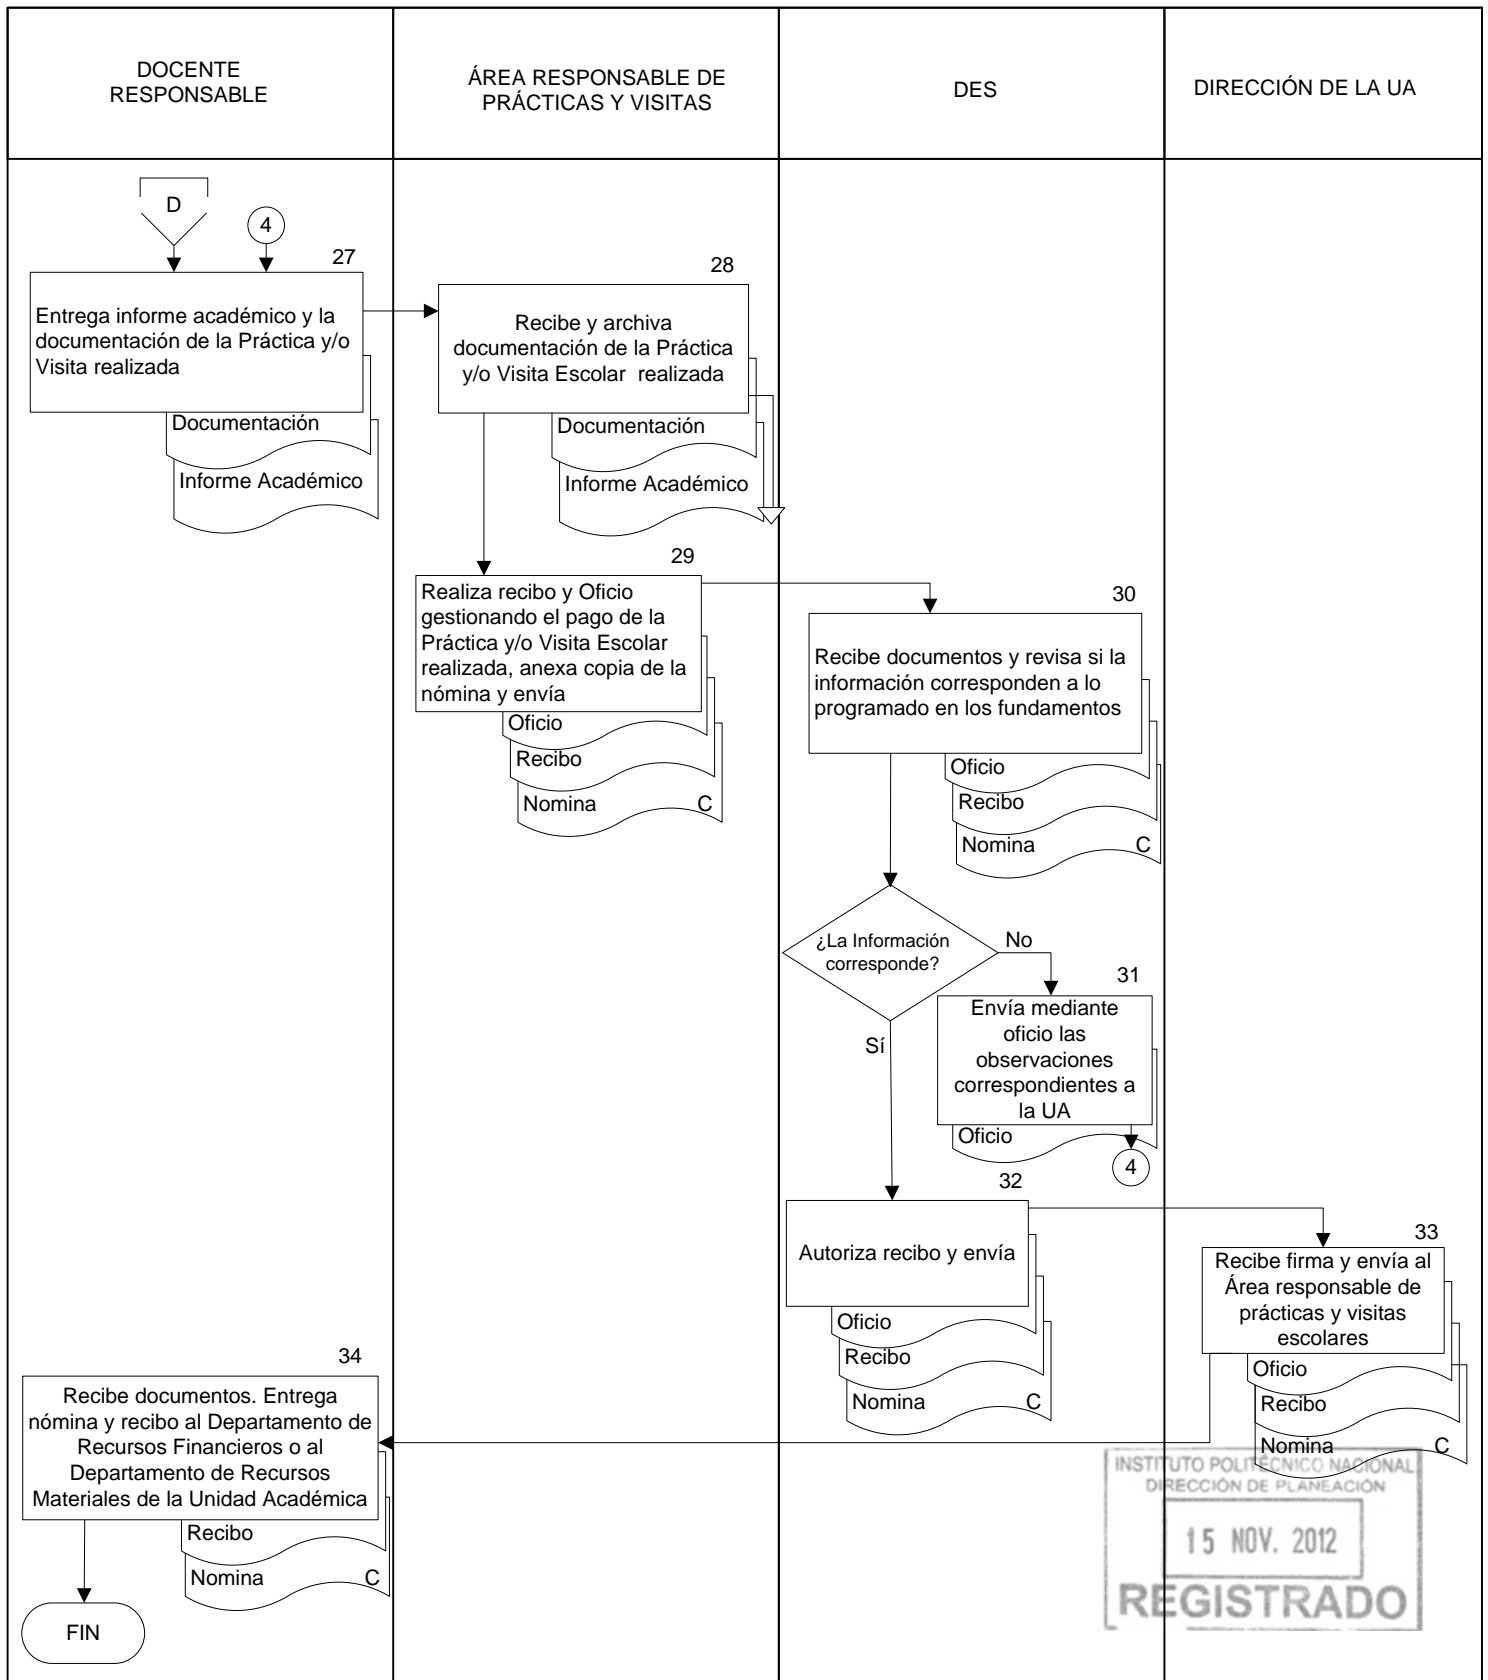 DOCENTE
RESPONSABLE
ÁREA RESPONSABLE DE
PRÁCTICAS Y VISITAS
DES
DIRECCIÓN DE LA UA
D
4
27
Entrega informe académico y la
documentación de la Práctica y/o
Visita realizada
Documentación
Informe Académico
28
Recibe y archiva
documentación de la Práctica
y/o Visita Escolar realizada
Documentación
Informe Académico
29
Realiza recibo y Oficio
gestionando el pago de la
Práctica y/o Visita Escolar
realizada, anexa copia de la
nómina y envía
Oficio
Recibo
Nomina C
30
Recibe documentos y revisa si la
información corresponden a lo
programado en los fundamentos
Oficio
Recibo
Nomina C
¿La Información
corresponde?
No
Sí
31
Envía mediante
oficio las
observaciones
correspondientes a
la UA
Oficio
4
32
Autoriza recibo y envía
Oficio
Recibo
Nomina C
33
Recibe firma y envía al
Área responsable de
prácticas y visitas
escolares
Oficio
Recibo
Nomina C
34
Recibe documentos. Entrega
nómina y recibo al Departamento de
Recursos Financieros o al
Departamento de Recursos
Materiales de la Unidad Académica
Recibo
Nomina C
FIN
INSTITUTO POLITÉCNICO NACIONAL
DIRECCIÓN DE PLANEACIÓN
15 NOV. 2012
REGISTRADO